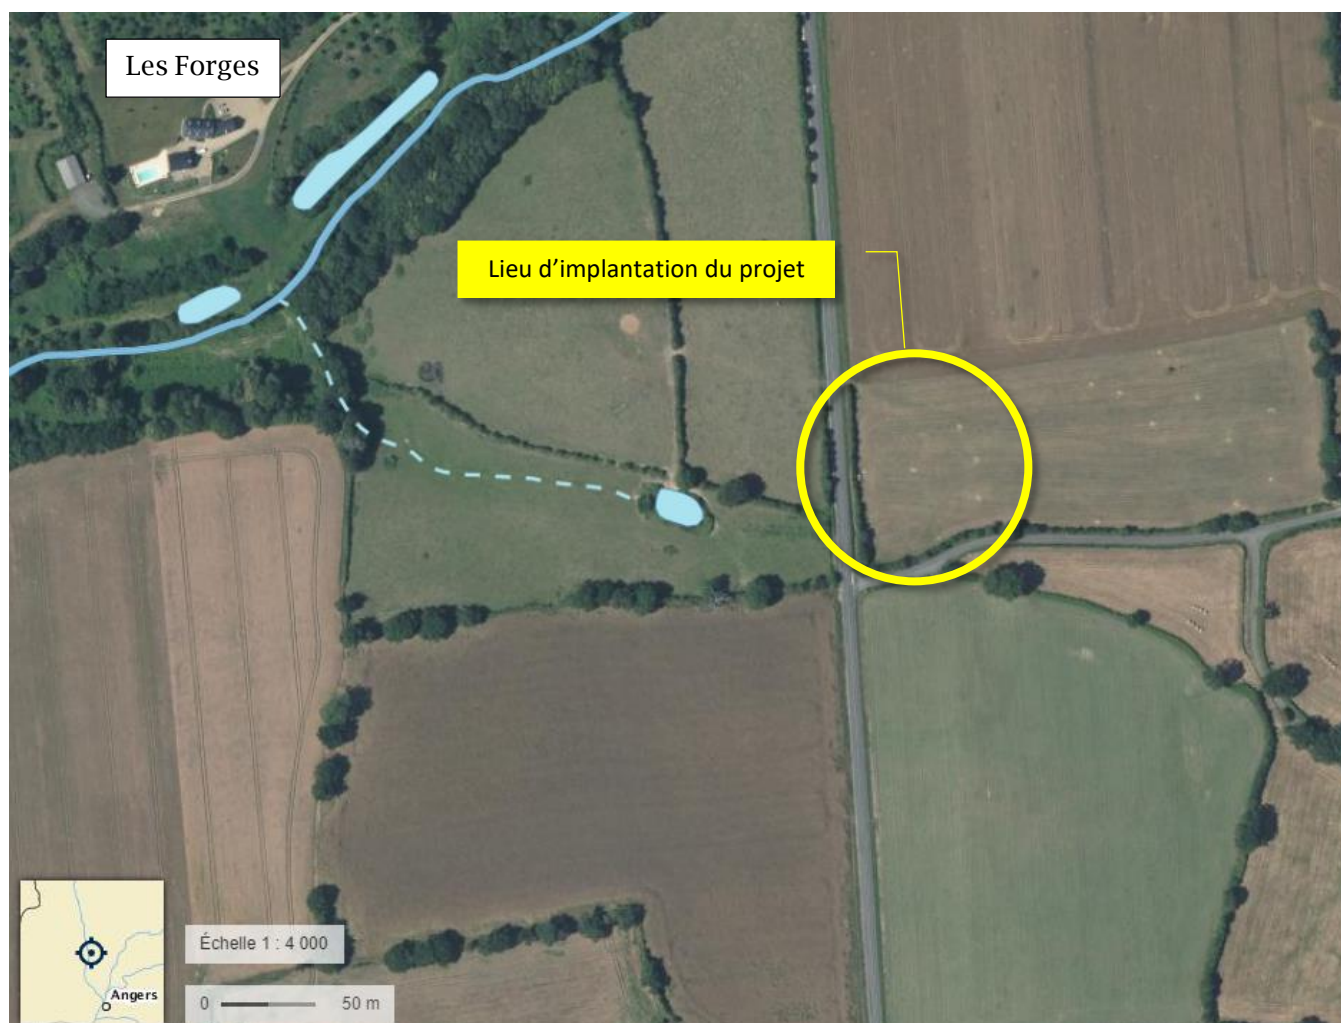 Les Forges
Lieu d’implantation du projet
Échelle 1 : 4 000
Angers
0 50 m